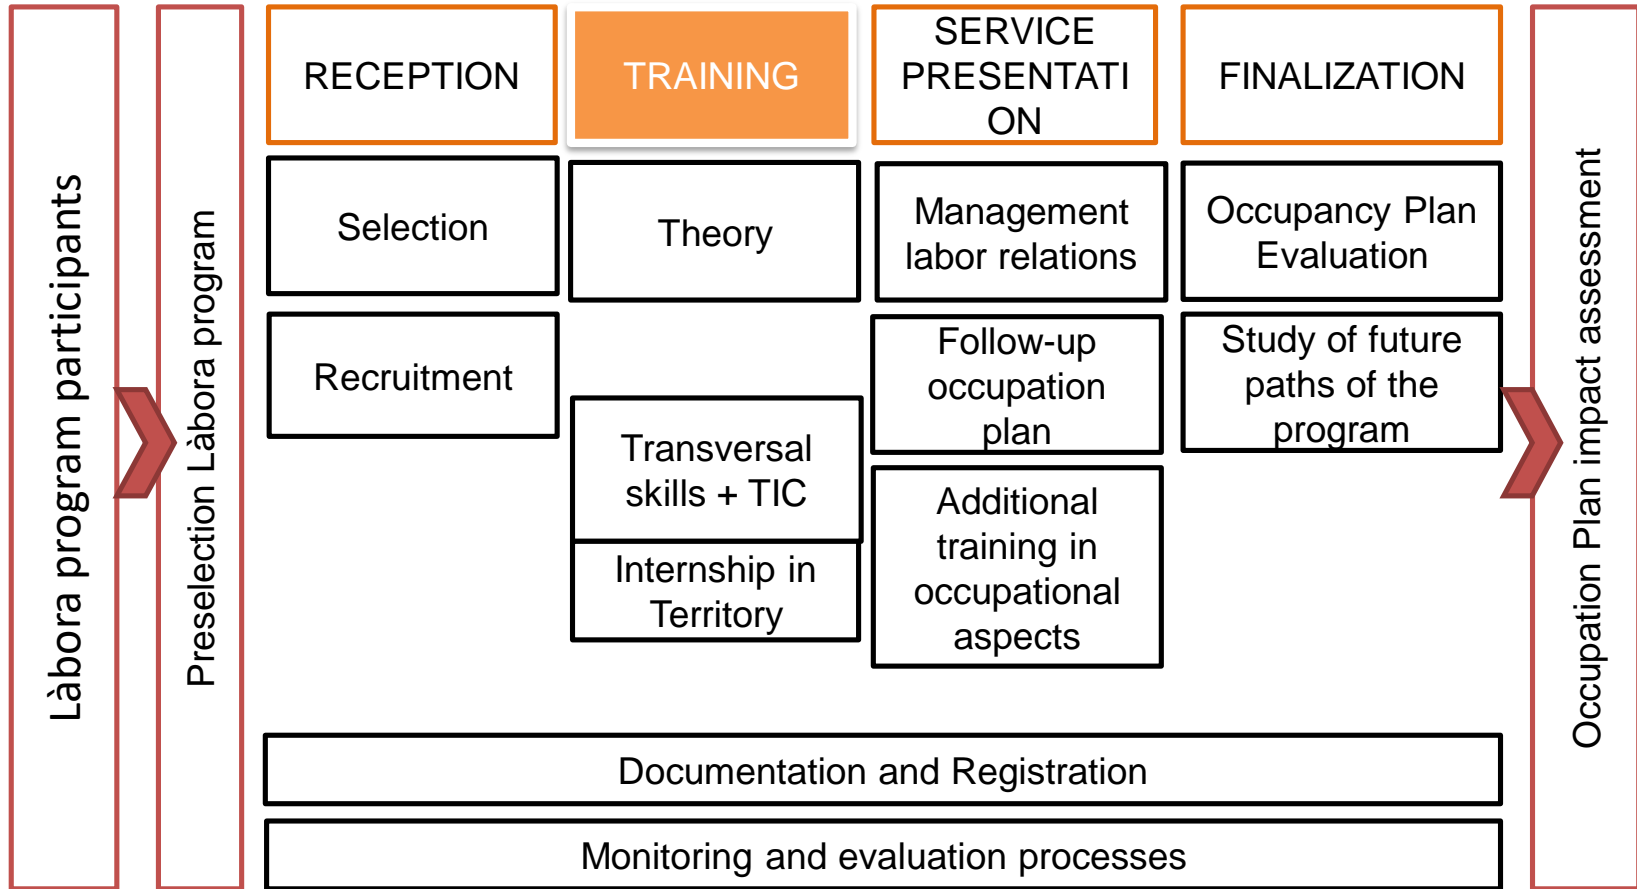 Làbora program participants
Preselection Làbora program
RECEPTION
TRAINING
SERVICE
PRESENTATI
ON
FINALIZATION
Selection
Theory
Management
labor relations
Occupancy Plan
Evaluation
Recruitment
Follow-up
occupation
plan
Study of future
paths of the
program
Transversal
skills + TIC
Internship in
Territory
Additional
training in
occupational
aspects
Documentation and Registration
Monitoring and evaluation processes
Occupation Plan impact assessment